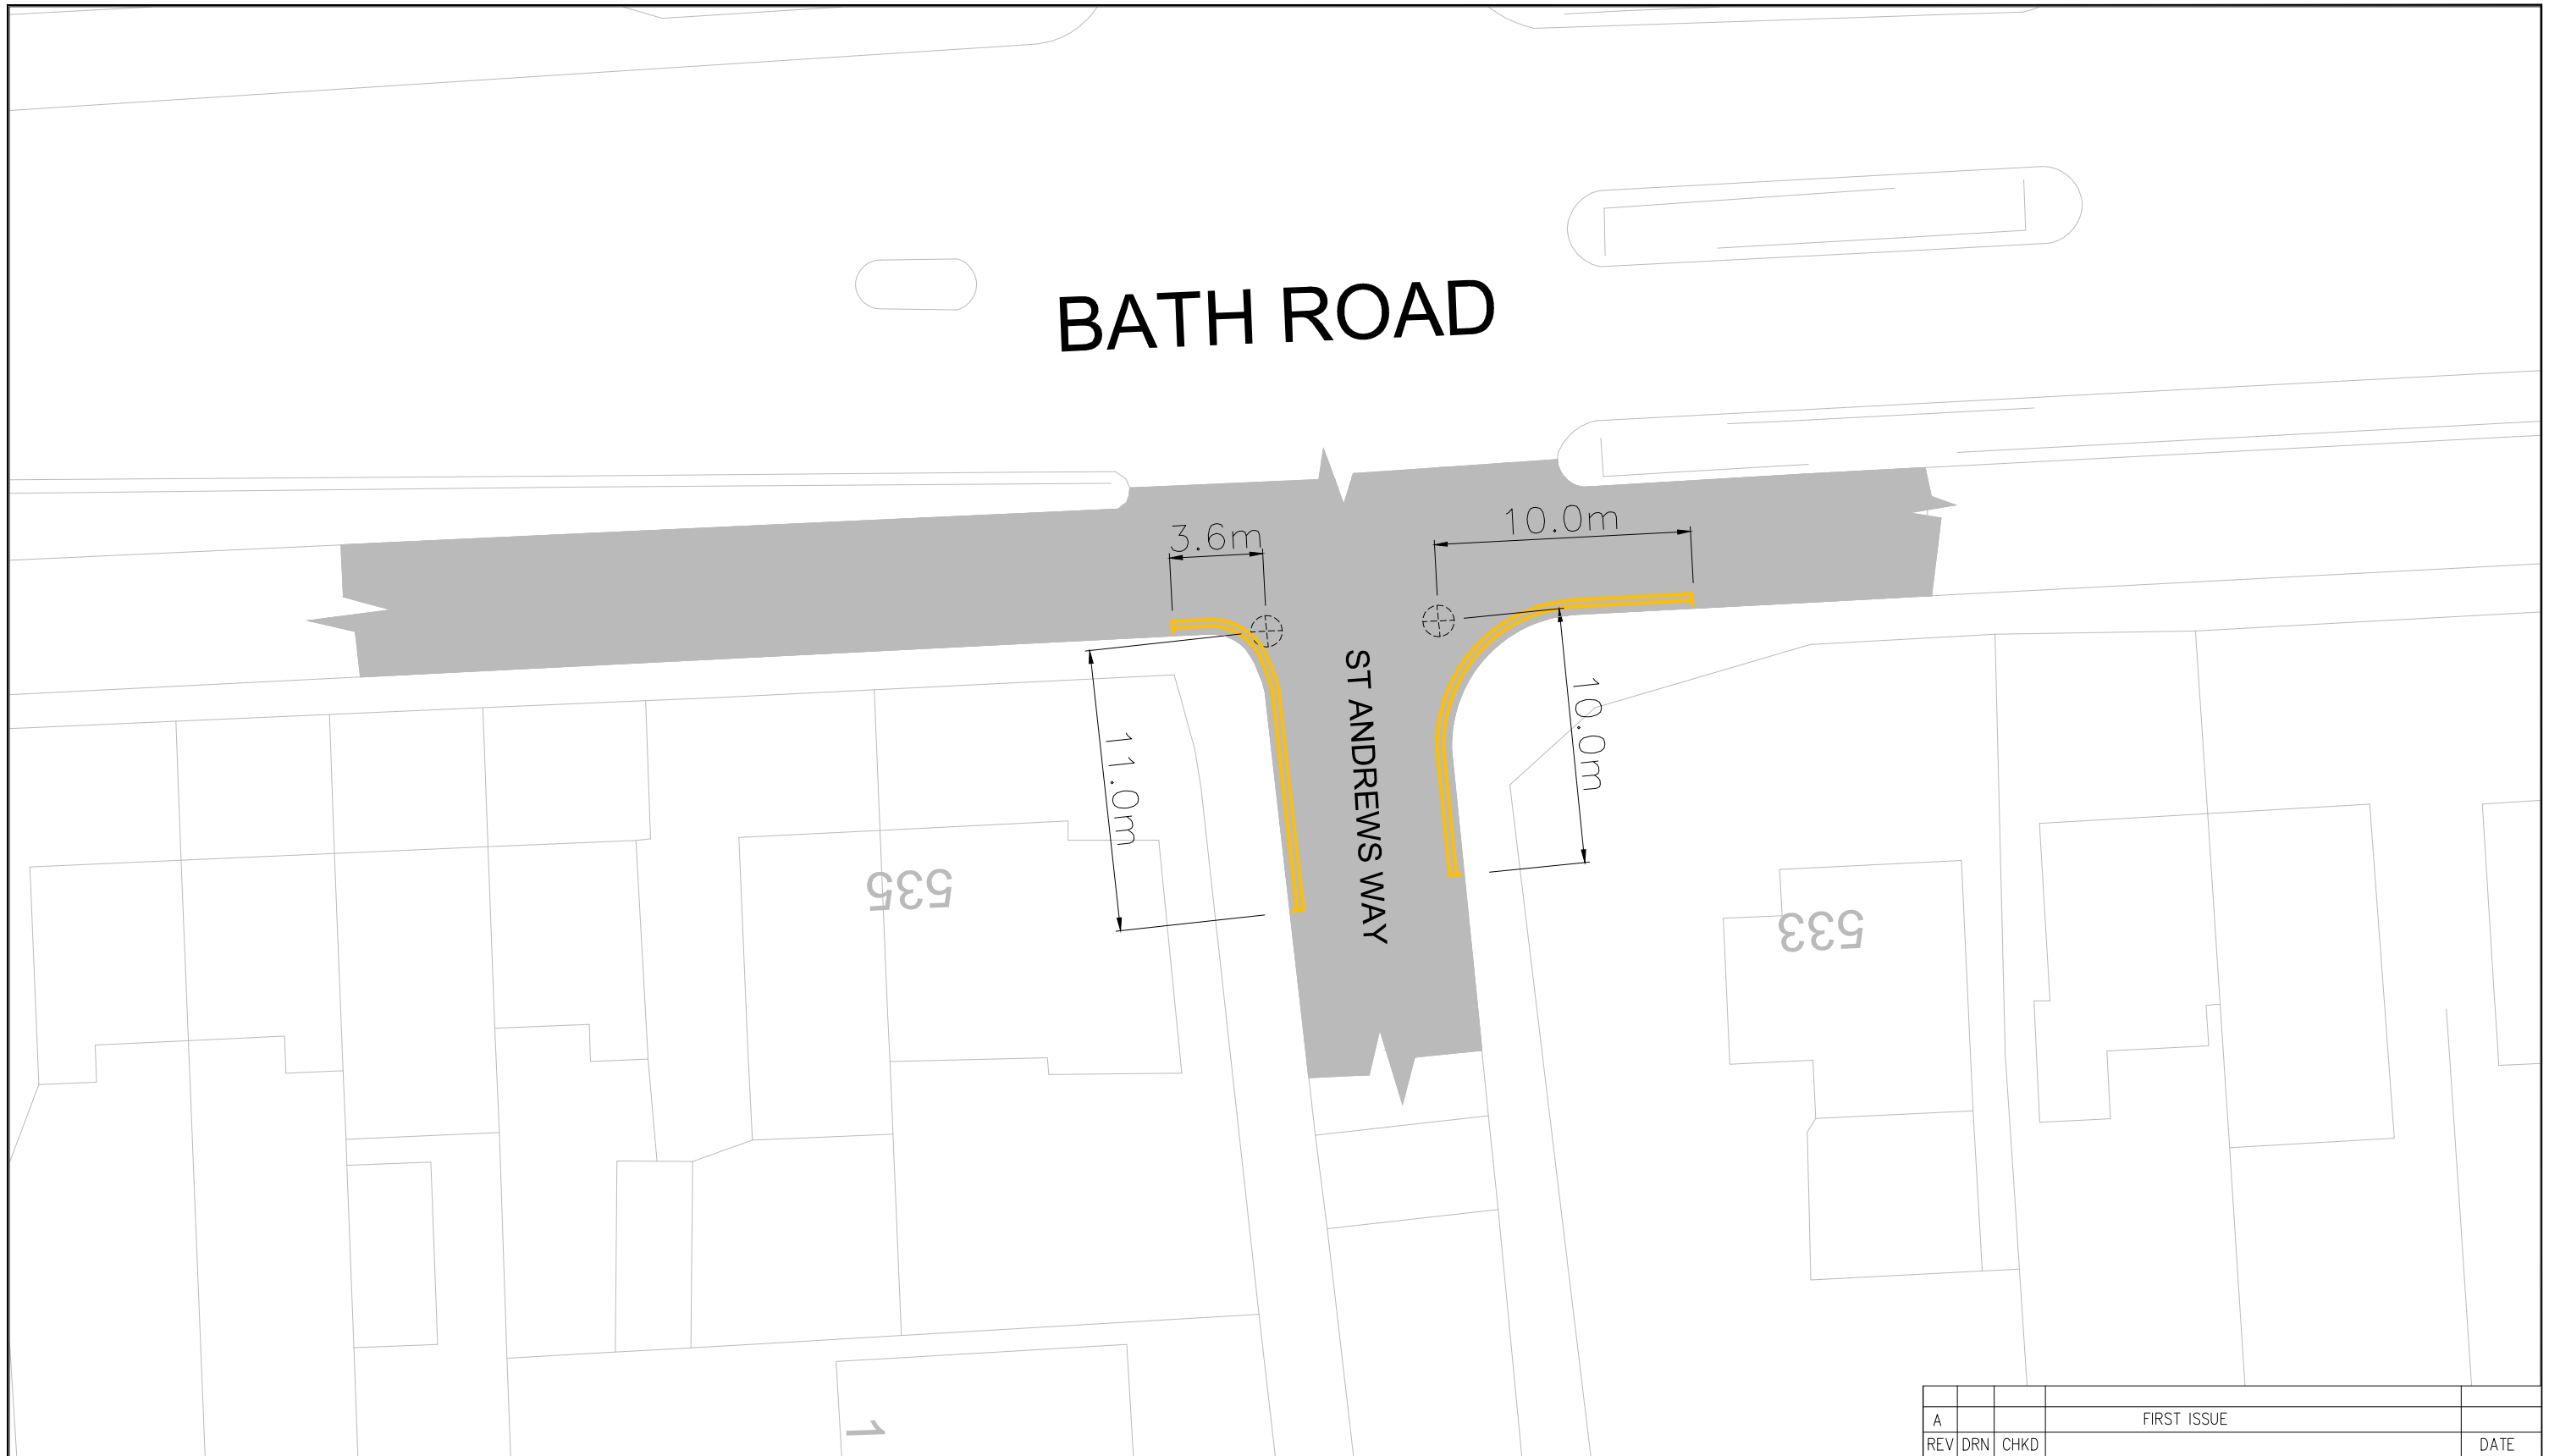 BATH ROAD
3.6m
10.0m
ST ANDREWS WAY
11.0m
10.0m
535
533
1
A FIRST ISSUE
REV DRN CHKD DATE